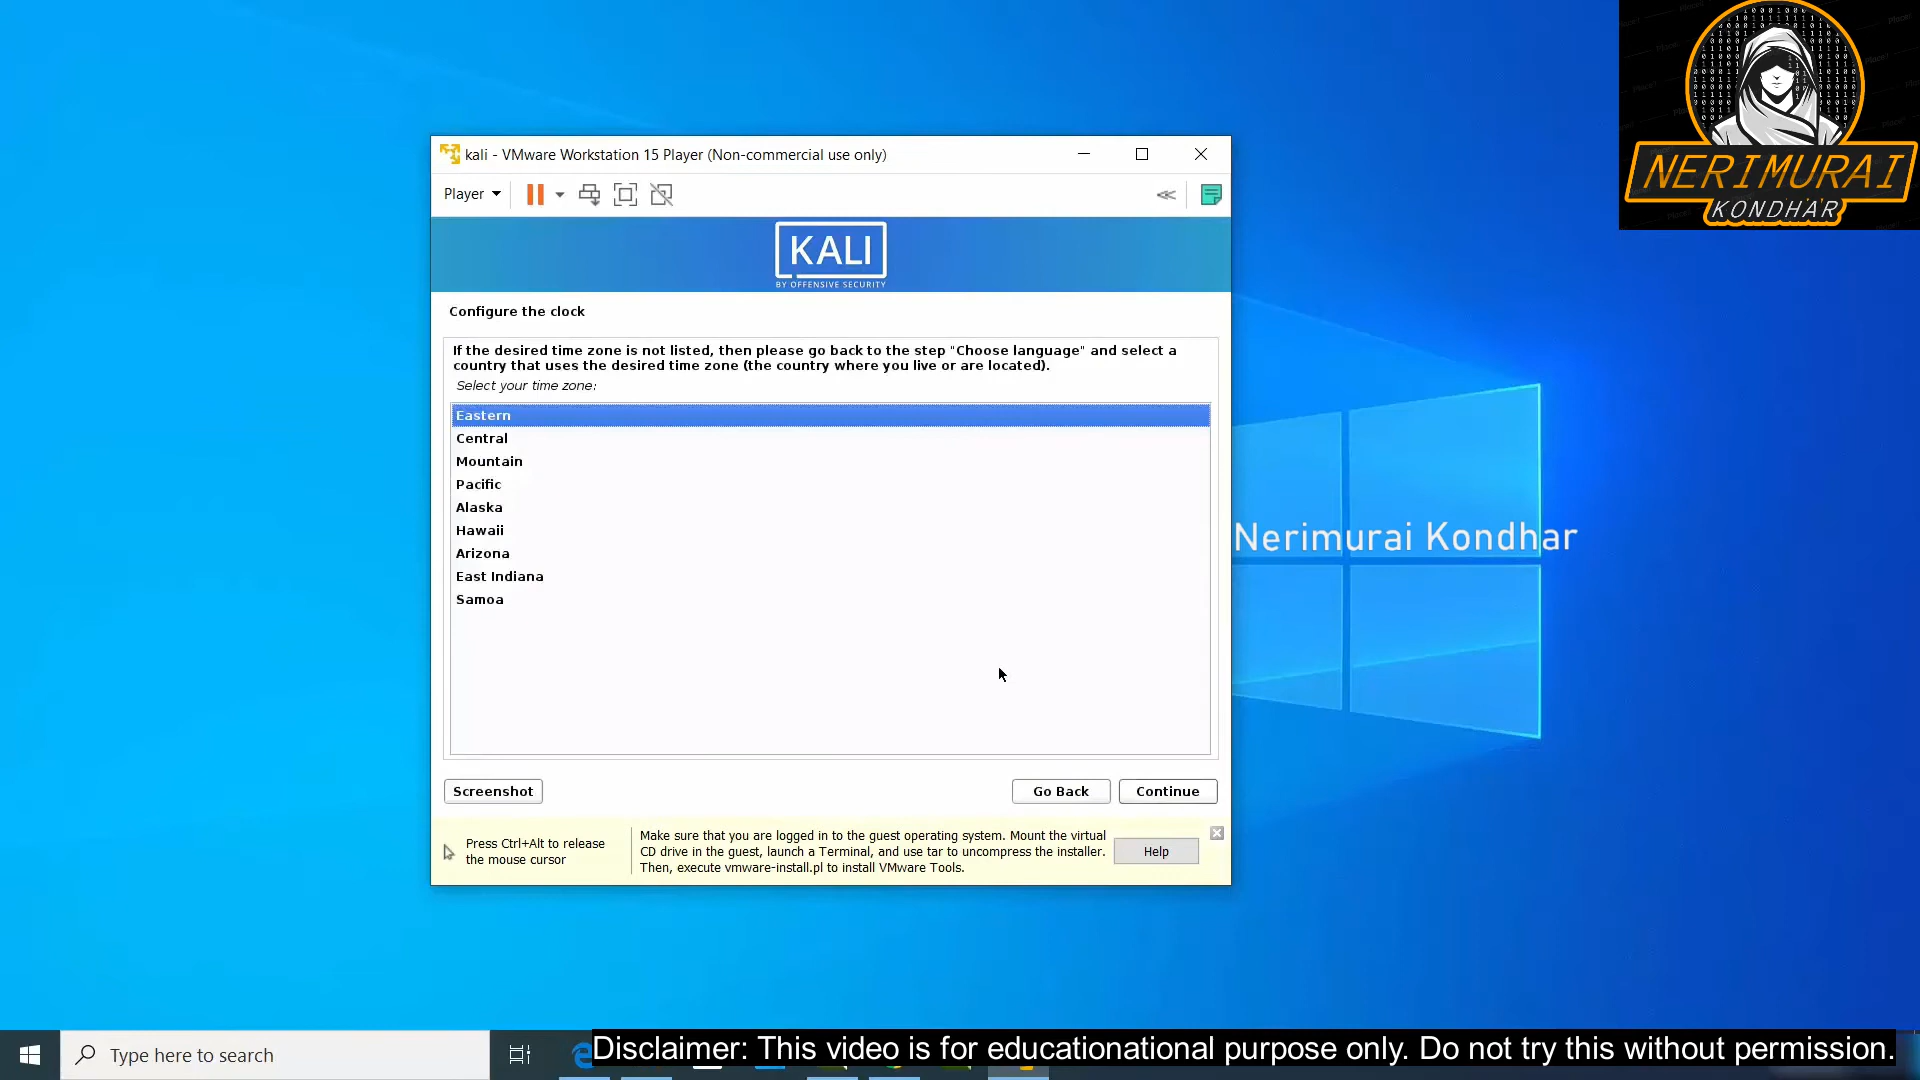 NERIMURAI
KONDHAR
kali - VMware Workstation 15 Player (Non-commercial use only)
Player
KALI
BY OFFENSIVE SECURITY
Configure the clock
If the desired time zone is not listed, then please go back to the step "Choose language" and select a
country that uses the desired time zone (the country where you live or are located).
Select your time zone:
Eastern
Central
Mountain
Pacific
Alaska
Hawaii
Arizona
East Indiana
Samoa
Nerimurai Kondhar
Screenshot
Go Back
Continue
Press Ctrl+Alt to release
the mouse cursor
Make sure that you are logged in to the guest operating system. Mount the virtual
CD drive in the guest, launch a Terminal, and use tar to uncompress the installer.
Then, execute vmware-install.pl to install VMware Tools.
Help
Type here to search
Disclaimer: This video is for educationational purpose only. Do not try this without permission.